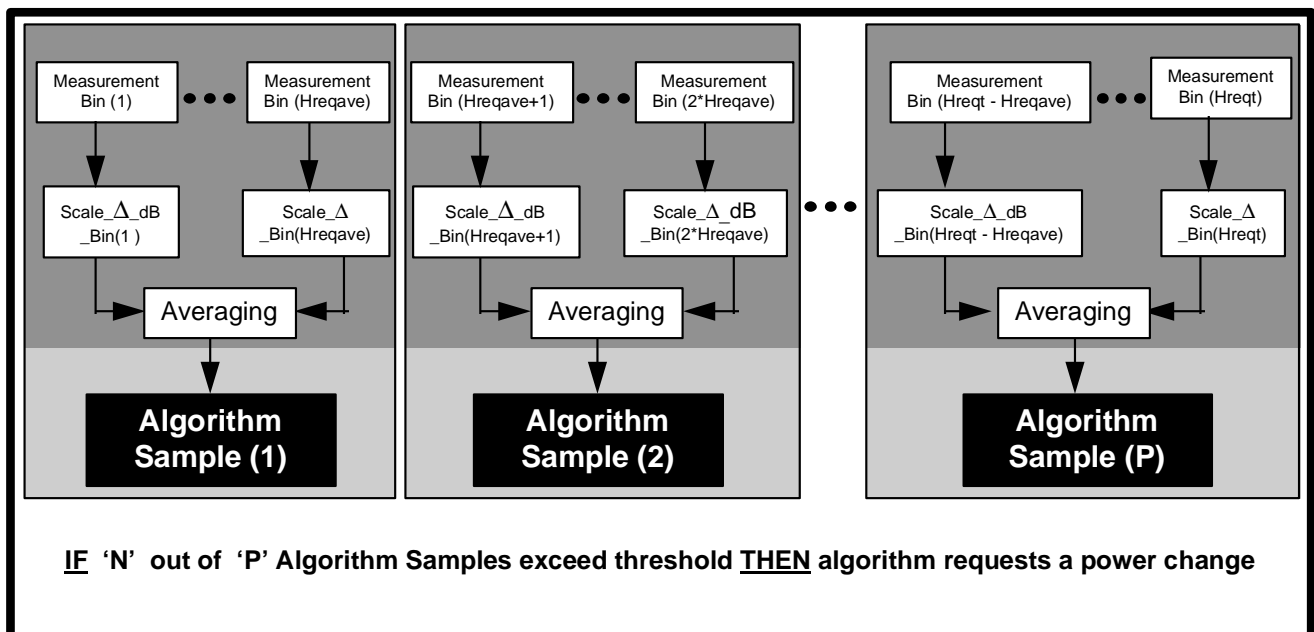 Measurement
Bin (1)
Measurement
Bin (Hreqave)
Scale_Δ_dB
_Bin(1 )
Scale_Δ
_Bin(Hreqave)
Averaging
Algorithm
Sample (1)
Measurement
Bin (Hreqave+1)
Measurement
Bin (2*Hreqave)
Scale_Δ_dB
_Bin(Hreqave+1)
Scale_Δ_dB
_Bin(2*Hreqave)
Averaging
Algorithm
Sample (2)
Measurement
Bin (Hreqt - Hreqave)
Measurement
Bin (Hreqt)
Scale_Δ_dB
_Bin(Hreqt - Hreqave)
Scale_Δ
_Bin(Hreqt)
Averaging
Algorithm
Sample (P)
IF ‘N’ out of ‘P’ Algorithm Samples exceed threshold THEN algorithm requests a power change